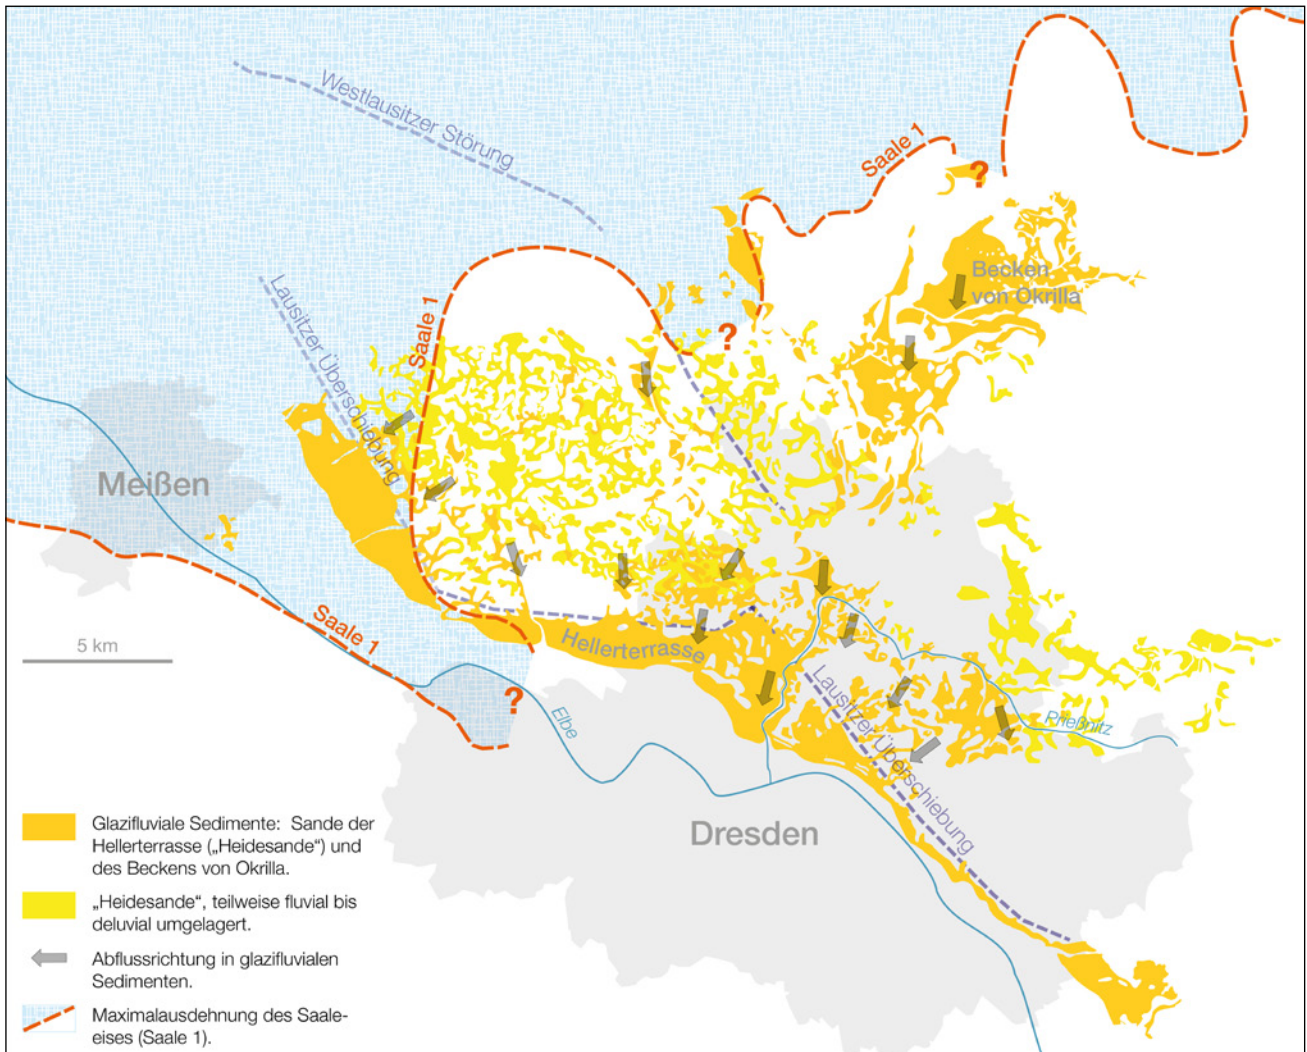 Westlausitzer Störung
Saale 1
?
Becken
von Okrilla
Lausitzer Überschiebung
Saale 1
?
Meißen
5 km
Saale 1
Hellerterrasse
?
Elbe
Lausitzer Überschiebung
Prießnitz
Dresden
Glazifluviale Sedimente: Sande der
Hellerterrasse („Heidesande“) und
des Beckens von Okrilla.
„Heidesande“, teilweise fluvial bis
deluvial umgelagert.
Abflussrichtung in glazifluvialen
Sedimenten.
Maximalausdehnung des Saale-
eises (Saale 1).